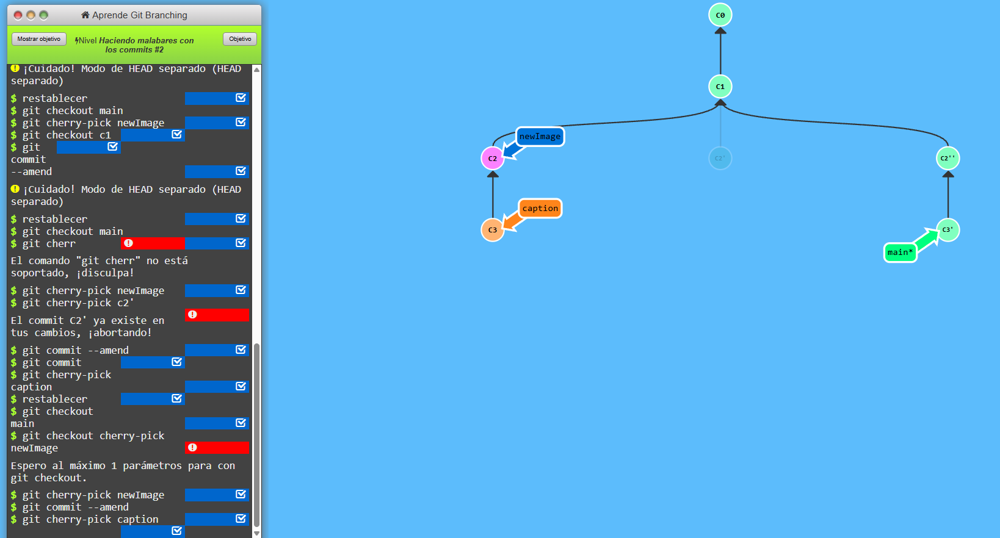 Aprende Git Branching
Mostrar objetivo
Nivel Haciendo malabares con
los commits #2
Objetivo
¡Cuidado! Modo de HEAD separado (HEAD
separado)
$ restablecer
$ git checkout main
$ git cherry-pick newImage
$ git checkout c1
$ git
commit
--amend
¡Cuidado! Modo de HEAD separado (HEAD
separado)
$ restablecer
$ git checkout main
$ git cherr
El comando "git cherr" no está
soportado, ¡disculpa!
$ git cherry-pick newImage
$ git cherry-pick c2'
El commit C2' ya existe en
tus cambios, ¡abortando!
$ git commit --amend
$ git commit
$ git cherry-pick
caption
$ restablecer
$ git checkout
main
$ git checkout cherry-pick
newImage
Espero al máximo 1 parámetros para con
git checkout.
$ git cherry-pick newImage
$ git commit --amend
$ git cherry-pick caption
C0
C1
newImage
C2
C2'
C2''
caption
C3
C3'
main*